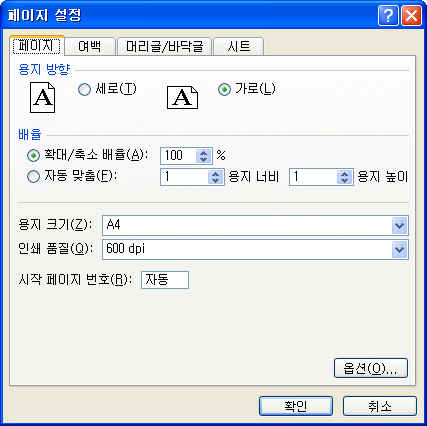 페이지 설정
페이지 여백 머리글/바닥글 시트
용지 방향
A 세로(T) A 가로(L)
배율
확대/축소 배율(A): 100 %
자동 맞춤(F): 1 용지 너비 1 용지 높이
용지 크기(Z): A4
인쇄 품질(Q): 600 dpi
시작 페이지 번호(R): 자동
옵션(O)...
확인 취소